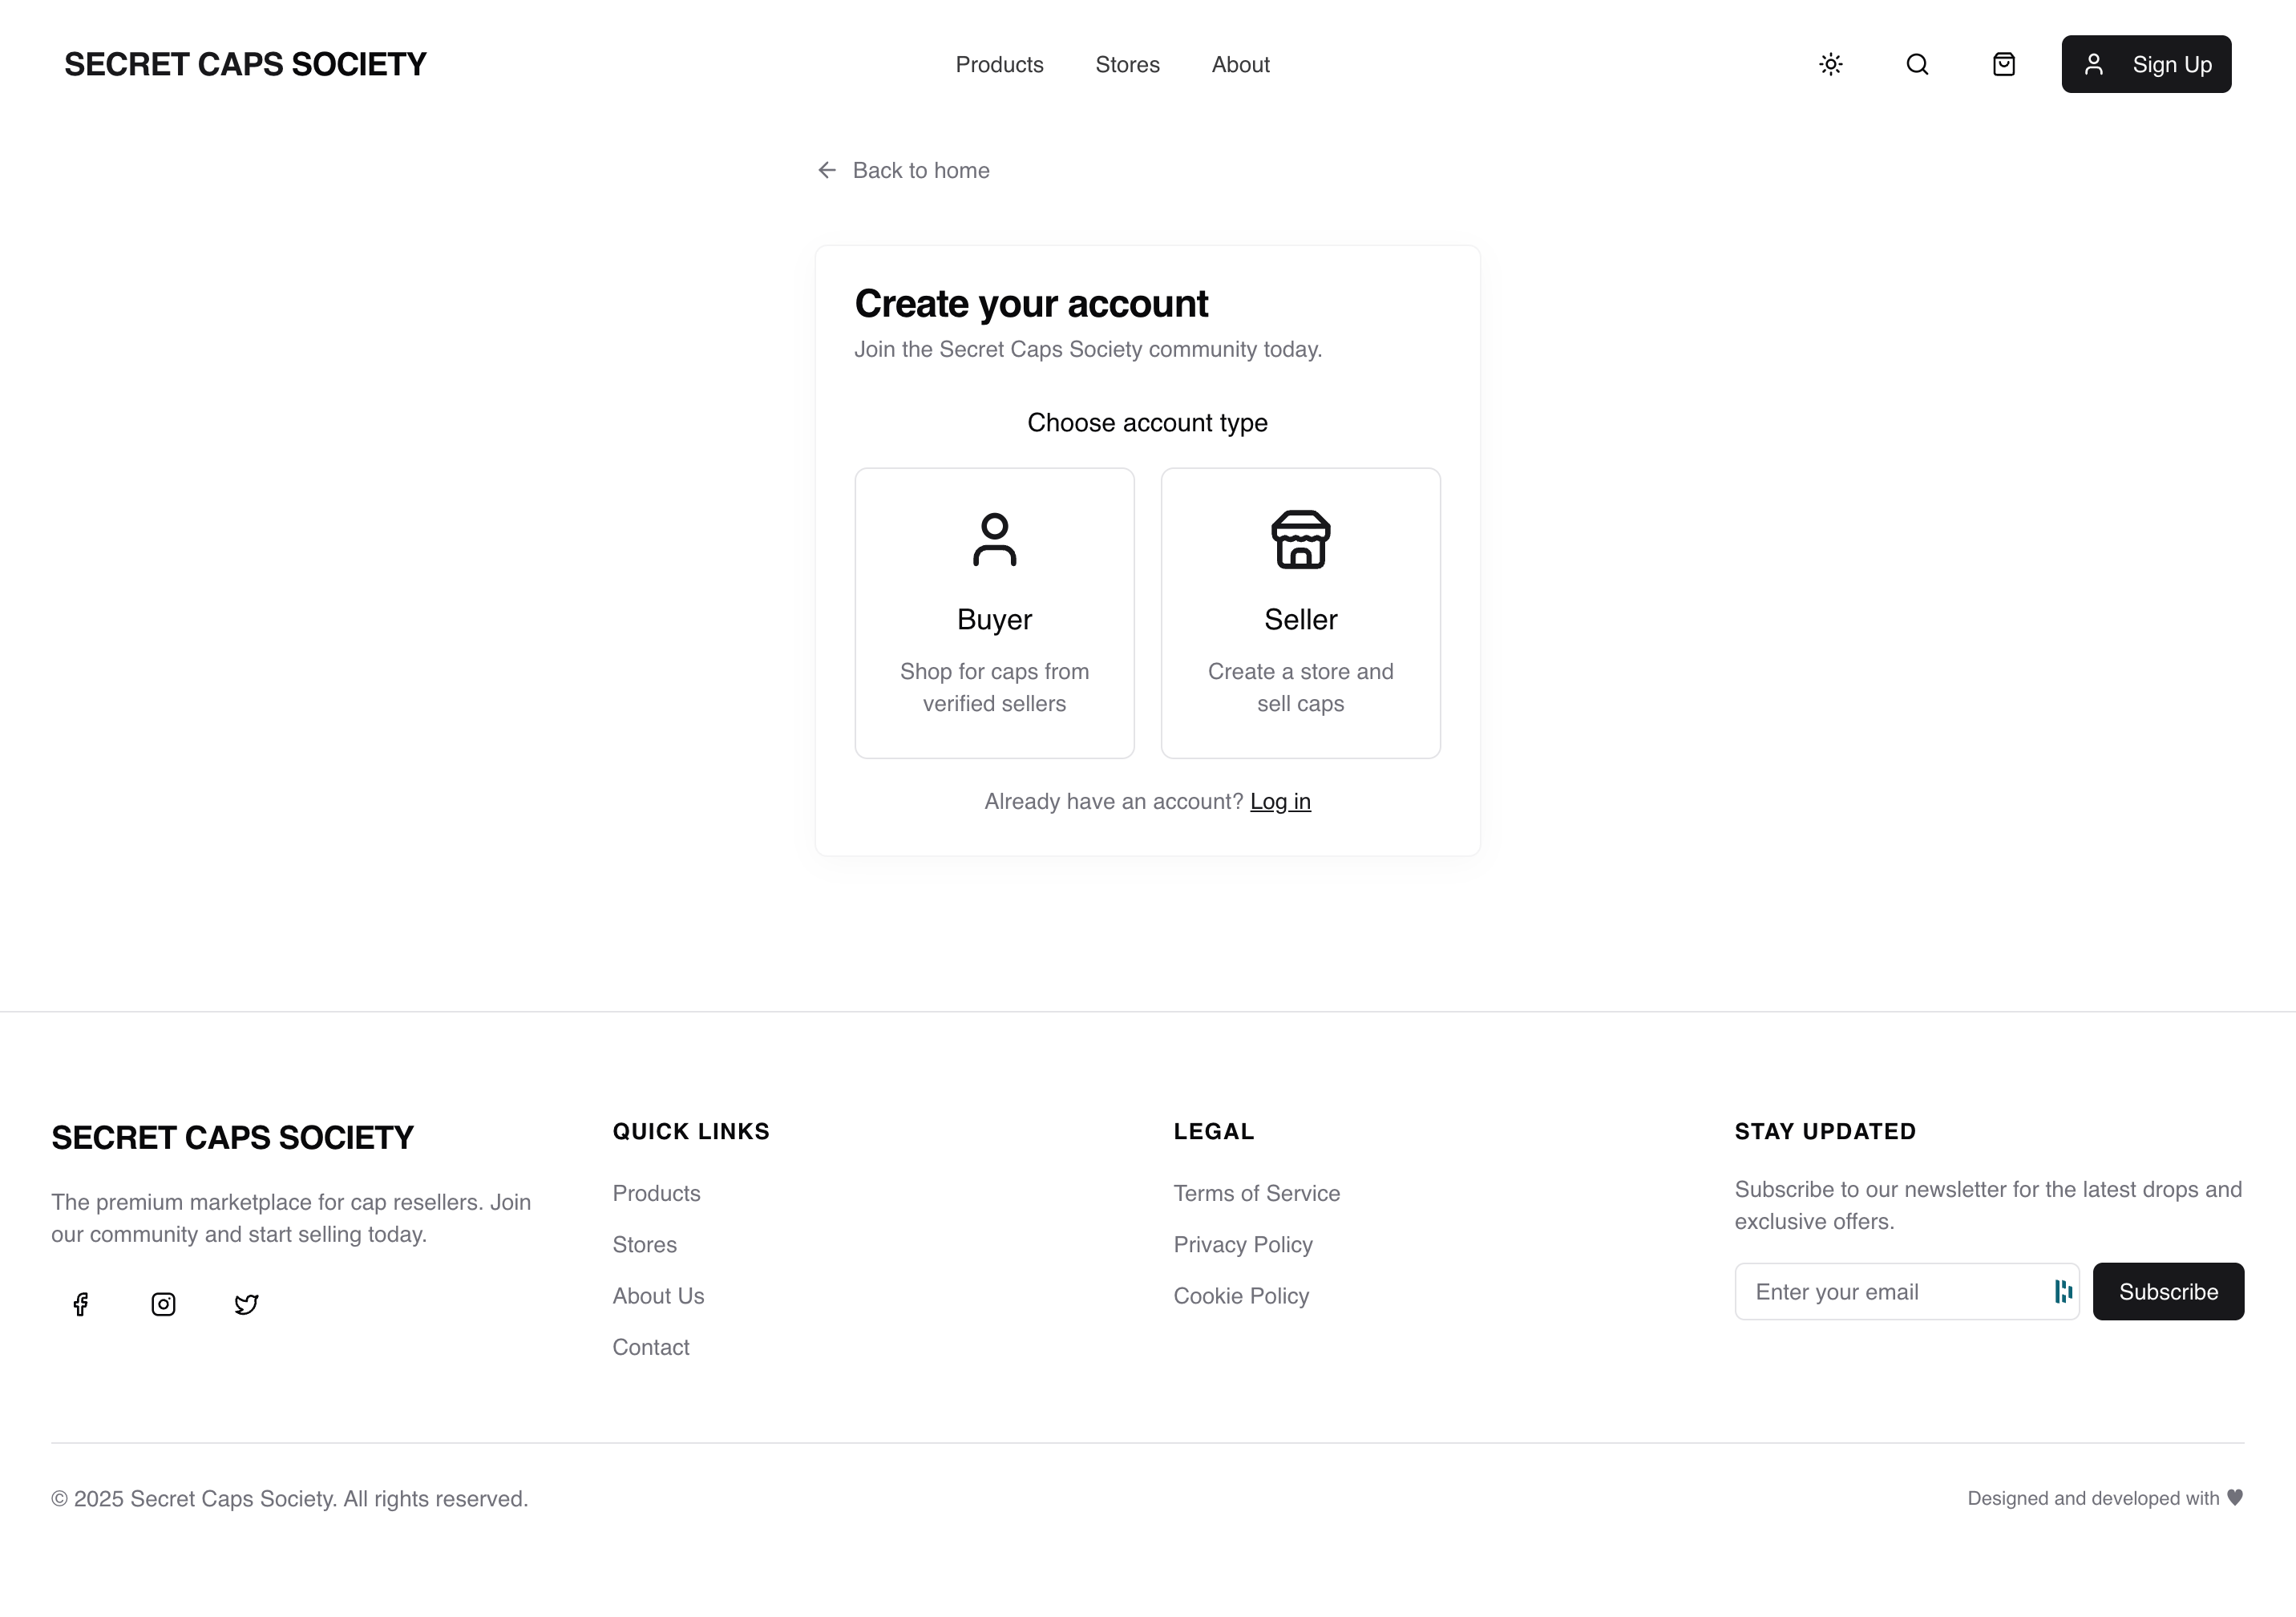 SECRET CAPS SOCIETY
Products
Stores
About
Sign Up
Back to home
Create your account
Join the Secret Caps Society community today.
Choose account type
Buyer
Shop for caps from
verified sellers
Seller
Create a store and
sell caps
Already have an account? Log in
SECRET CAPS SOCIETY
The premium marketplace for cap resellers. Join
our community and start selling today.
QUICK LINKS
Products
Stores
About Us
Contact
LEGAL
Terms of Service
Privacy Policy
Cookie Policy
STAY UPDATED
Subscribe to our newsletter for the latest drops and
exclusive offers.
Enter your email
Subscribe
© 2025 Secret Caps Society. All rights reserved.
Designed and developed with ♥